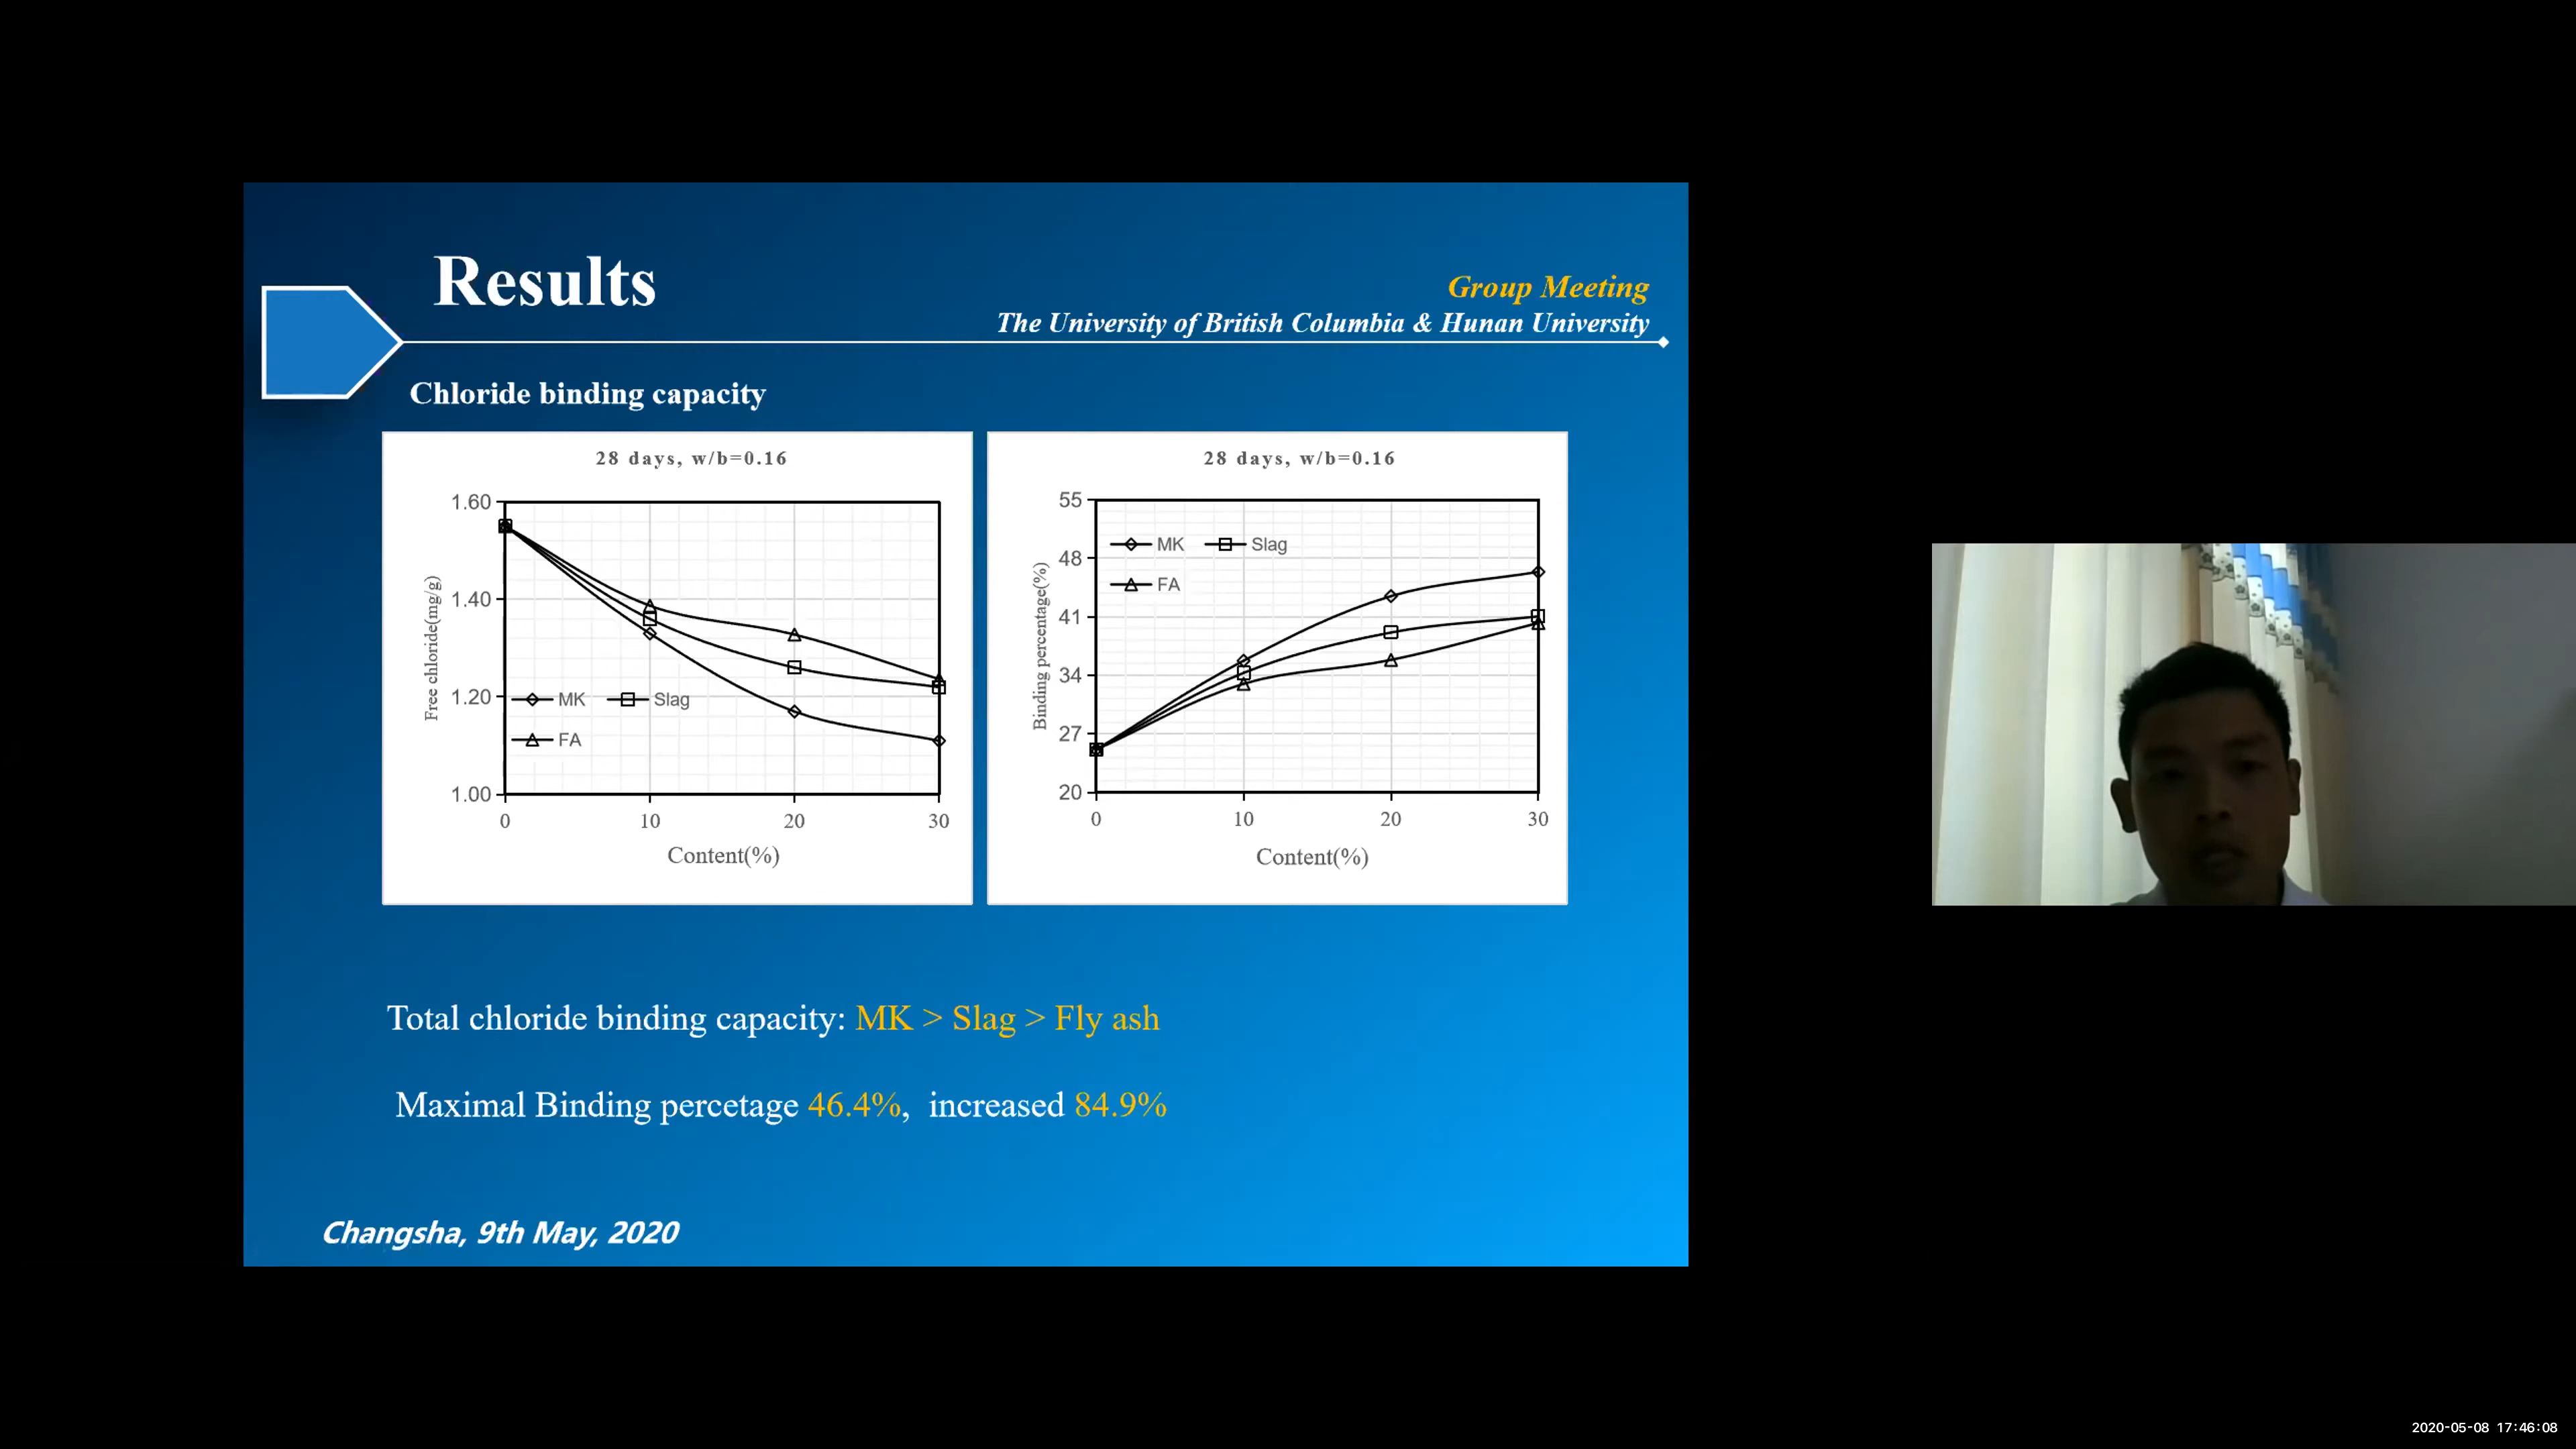 Results
Group Meeting
The University of British Columbia & Hunan University
Chloride binding capacity
28 days, w/b=0.16
1.60
1.40
1.20
1.00
Free chloride(mg/g)
MK
Slag
FA
0
10
20
30
Content(%)
28 days, w/b=0.16
55
48
41
34
27
20
Binding percentage(%)
MK
Slag
FA
0
10
20
30
Content(%)
Total chloride binding capacity: MK > Slag > Fly ash
Maximal Binding percetage 46.4%, increased 84.9%
Changsha, 9th May, 2020
2020-05-08 17:46:08